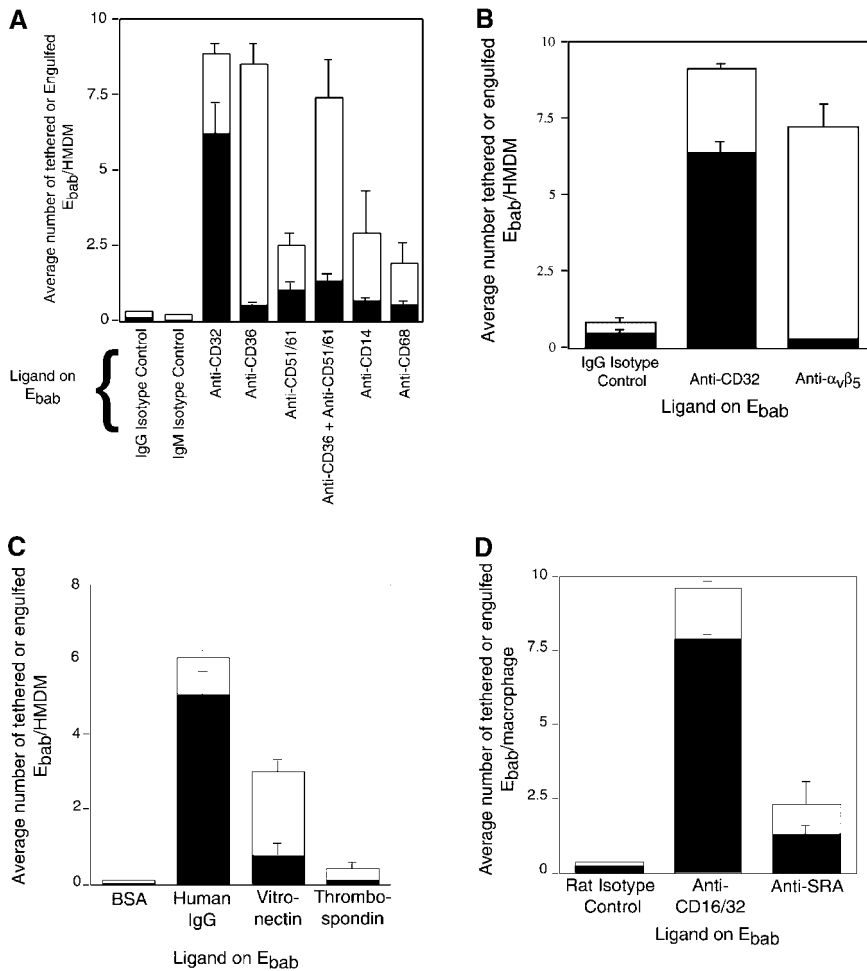 A
Average number of tethered or Engulfed
Ebab/HMDM
10
7.5
5
2.5
0
Ligand on
Ebab
{
IgG Isotype Control
IgM Isotype Control
Anti-CD32
Anti-CD36
Anti-CD51/61
Anti-CD36 + Anti-CD51/61
Anti-CD14
Anti-CD68
B
Average number tethered or engulfed
Ebab/HMDM
10
7.5
5
2.5
0
IgG Isotype
Control
Anti-CD32
Anti-αvβ5
Ligand on Ebab
C
Average number of tethered or engulfed
Ebab/HMDM
8
6
4
2
0
BSA
Human
IgG
Vitro-
nectin
Thrombo-
spondin
Ligand on Ebab
D
Average number of tethered or engulfed
Ebab/macrophage
10
7.5
5
2.5
0
Rat Isotype
Control
Anti-
CD16/32
Anti-SRA
Ligand on Ebab